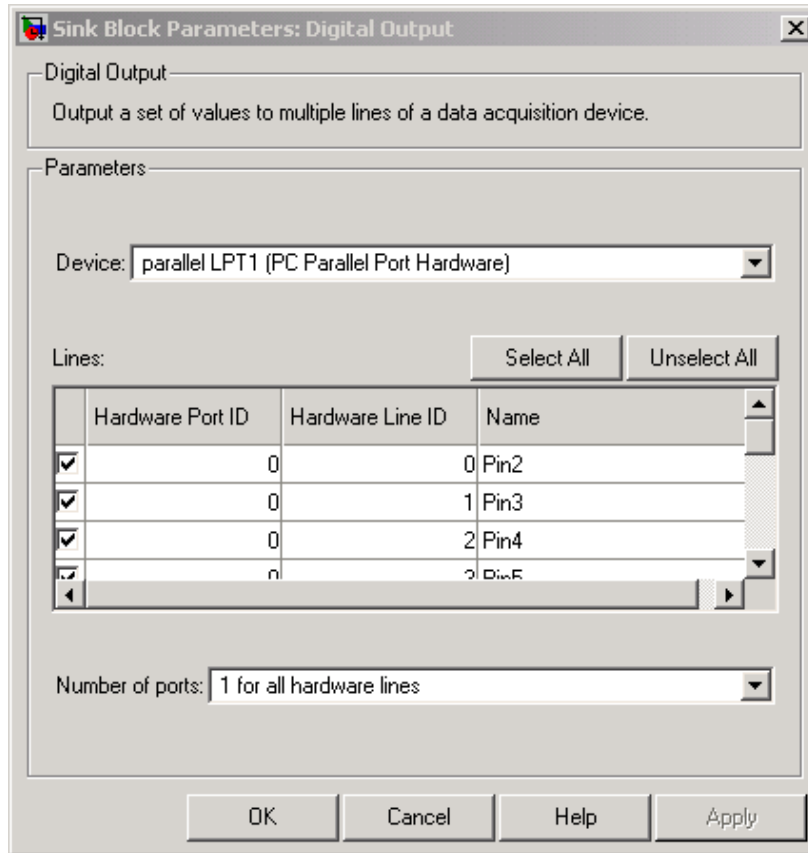 Sink Block Parameters: Digital Output
Digital Output
Output a set of values to multiple lines of a data acquisition device.
Parameters
Device: parallel LPT1 (PC Parallel Port Hardware)
Lines: Select All Unselect All
Hardware Port ID Hardware Line ID Name
0 0 Pin2
0 1 Pin3
0 2 Pin4
0 3 Pin5
Number of ports: 1 for all hardware lines
OK Cancel Help Apply